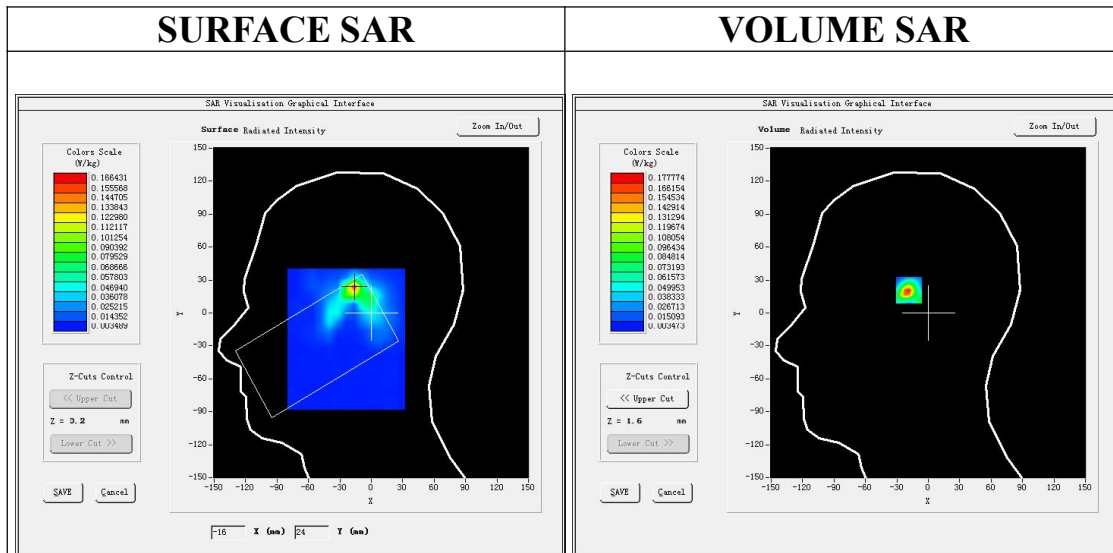 SURFACE SAR
VOLUME SAR
SAR Visualisation Graphical Interface
Surface Radiated Intensity
Zoom In/Out
Colors Scale
(W/kg)
0.166431
0.155568
0.144705
0.133843
0.122980
0.112117
0.101254
0.090392
0.079529
0.068666
0.057803
0.046940
0.036078
0.025215
0.014352
0.003489
Z-Cuts Control
<< Upper Cut
Z = 0.2 mm
Lower Cut >>
SAVE Cancel
150
120
90
60
30
0
-30
-60
-90
-120
-150
Y
-150 -120 -90 -60 -30 0 30 60 90 120 150
X
-16 X (mm) 24 Y (mm)
SAR Visualisation Graphical Interface
Volume Radiated Intensity
Zoom In/Out
Colors Scale
(W/kg)
0.177774
0.166154
0.154534
0.142914
0.131294
0.119674
0.108054
0.096434
0.084814
0.073193
0.061573
0.049953
0.038333
0.026713
0.015093
0.003473
Z-Cuts Control
<< Upper Cut
Z = 1.6 mm
Lower Cut >>
SAVE Cancel
150
120
90
60
30
0
-30
-60
-90
-120
-150
Y
-150 -120 -90 -60 -30 0 30 60 90 120 150
X